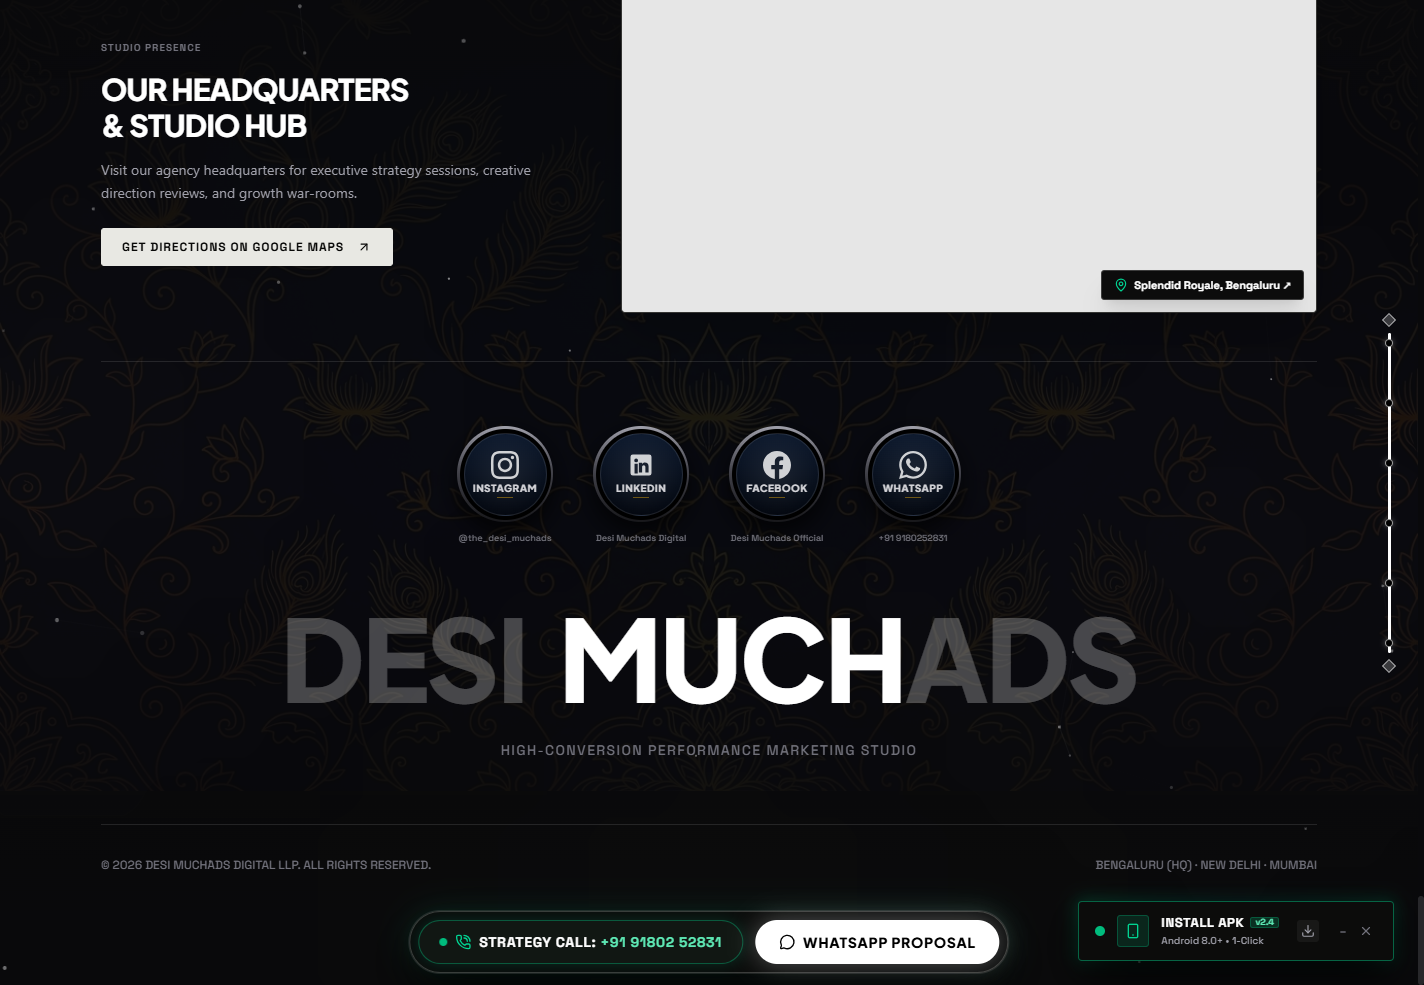 STUDIO PRESENCE
OUR HEADQUARTERS
& STUDIO HUB
Visit our agency headquarters for executive strategy sessions, creative
direction reviews, and growth war-rooms.
GET DIRECTIONS ON GOOGLE MAPS
Splendid Royale, Bengaluru ↗
INSTAGRAM
LINKEDIN
FACEBOOK
WHATSAPP
@the_desi_muchads
Desi Muchads Digital
Desi Muchads Official
+91 9180252831
DESI MUCHADS
HIGH-CONVERSION PERFORMANCE MARKETING STUDIO
© 2026 DESI MUCHADS DIGITAL LLP. ALL RIGHTS RESERVED.
BENGALURU (HQ) · NEW DELHI · MUMBAI
STRATEGY CALL: +91 91802 52831
WHATSAPP PROPOSAL
INSTALL APK v2.4
Android 8.0+ • 1-Click